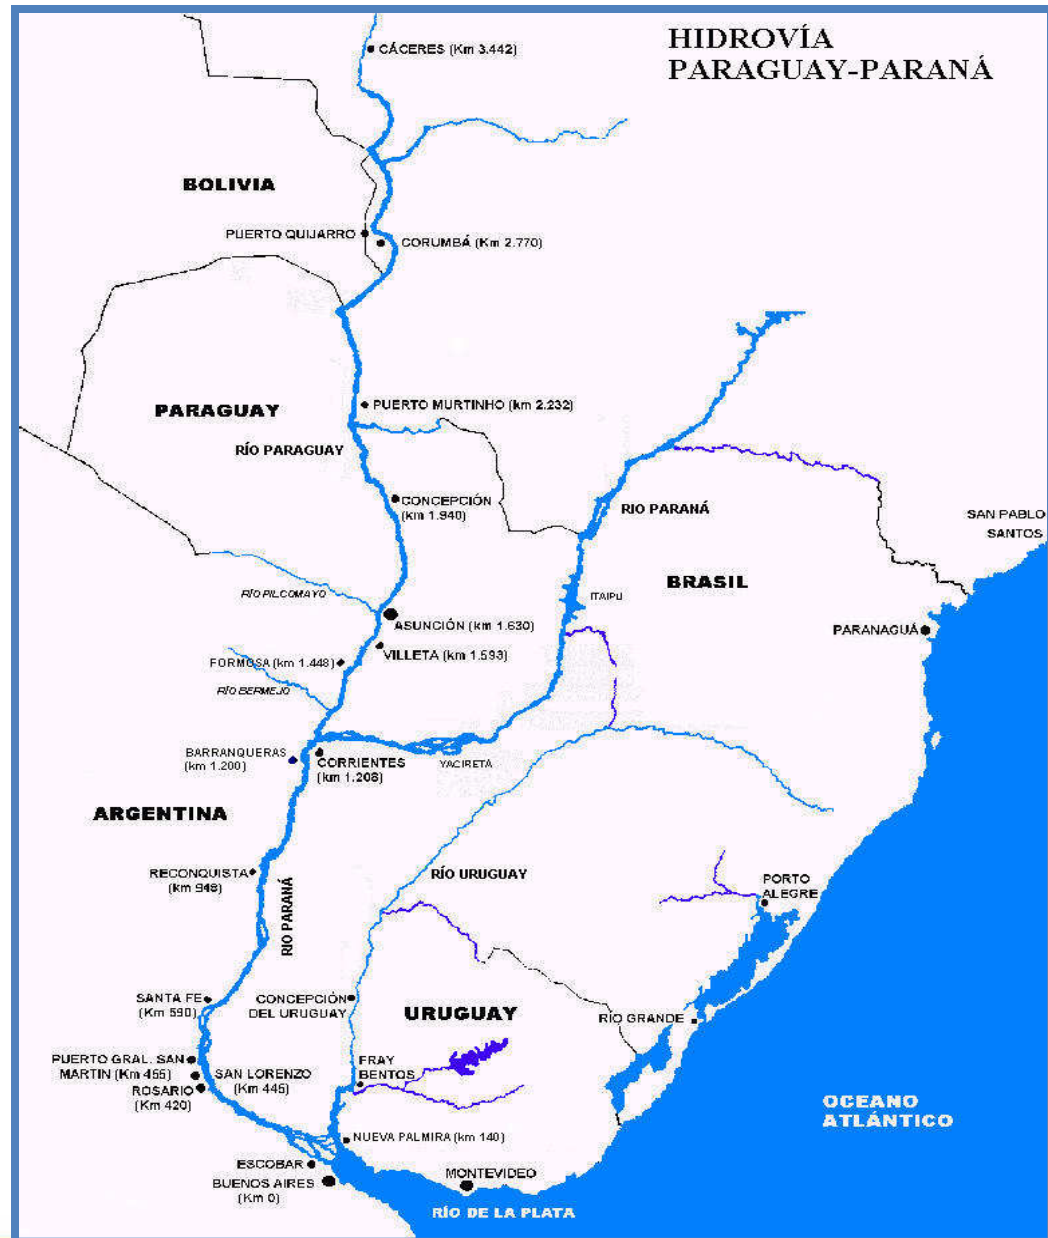 HIDROVÍA
PARAGUAY-PARANÁ
CÁCERES (Km 3.442)
BOLIVIA
PUERTO QUIJARRO
CORUMBÁ (Km 2.770)
PARAGUAY
PUERTO MURTINHO (km 2.232)
RÍO PARAGUAY
CONCEPCIÓN
(km 1.940)
RIO PARANÁ
SAN PABLO
SANTOS
BRASIL
RÍO PILCOMAYO
ITAIPU
ASUNCIÓN (km 1.630)
PARANAGUÁ
VILLETA (km 1.593)
FORMOSA (km 1.448)
RÍO BERMEJO
BARRANQUERAS
(km 1.200)
CORRIENTES
(km 1.208)
YACIRETA
ARGENTINA
RECONQUISTA
(km 948)
RÍO URUGUAY
PORTO
ALEGRE
RIO PARANÁ
SANTA FE
(Km 590)
CONCEPCIÓN
DEL URUGUAY
URUGUAY
RIO GRANDE
PUERTO GRAL. SAN
MARTIN (Km 455)
SAN LORENZO
(Km 445)
FRAY
BENTOS
ROSARIO
(Km 420)
OCEANO
ATLÁNTICO
NUEVA PALMIRA (km 140)
ESCOBAR
BUENOS AIRES
(Km 0)
MONTEVIDEO
RÍO DE LA PLATA